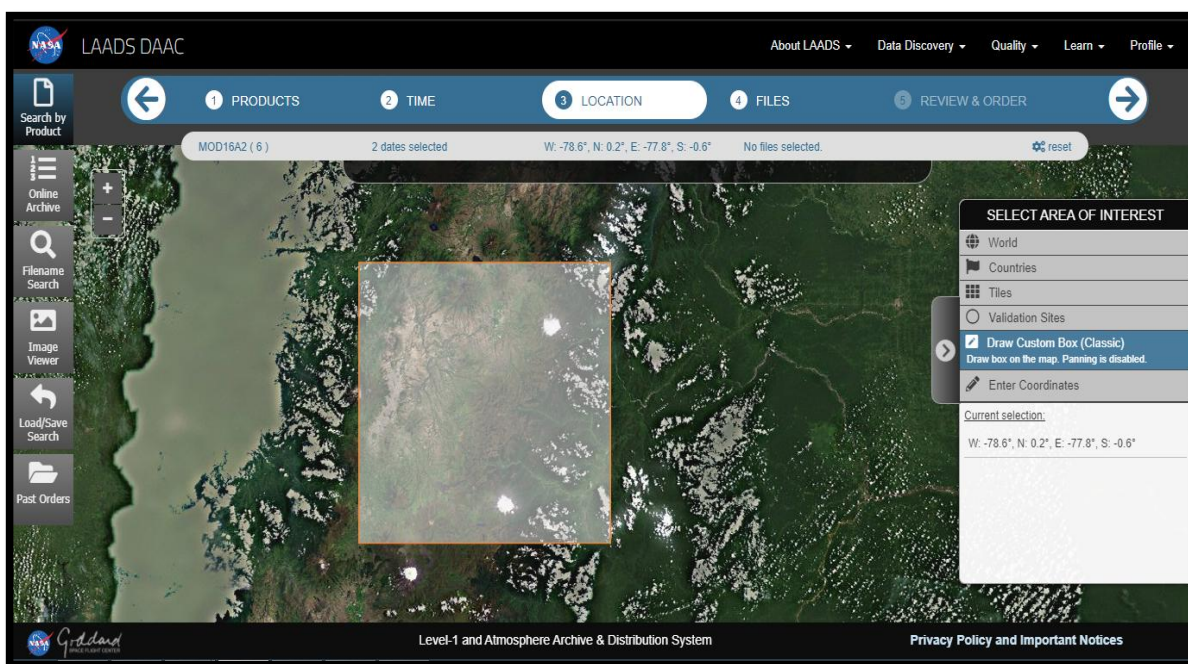 NASA
LAADS DAAC
About LAADS
Data Discovery
Quality
Learn
Profile
Search by
Product
1 PRODUCTS
2 TIME
3 LOCATION
4 FILES
5 REVIEW & ORDER
MOD16A2 ( 6 )
2 dates selected
W: -78.6°, N: 0.2°, E: -77.8°, S: -0.6°
No files selected.
reset
Online
Archive
+
-
Filename
Search
Image
Viewer
Load/Save
Search
Past Orders
SELECT AREA OF INTEREST
World
Countries
Tiles
Validation Sites
Draw Custom Box (Classic)
Draw box on the map. Panning is disabled.
Enter Coordinates
Current selection:
W: -78.6°, N: 0.2°, E: -77.8°, S: -0.6°
NASA
Goddard
SPACE FLIGHT CENTER
Level-1 and Atmosphere Archive & Distribution System
Privacy Policy and Important Notices